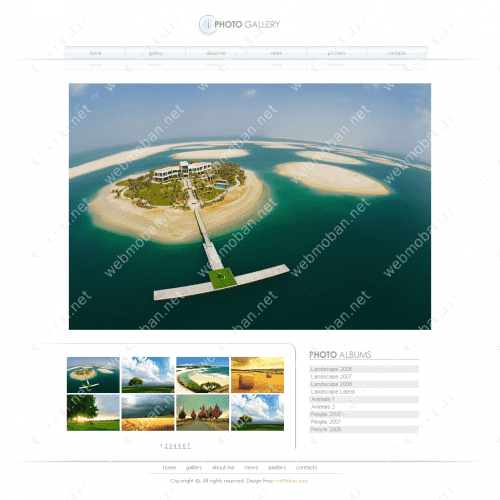 i PHOTO GALLERY
home gallery about me news partners contacts
PHOTO ALBUMS
Landscape 2006
Landscape 2007
Landscape 2008
Landscape Latest
Animals 1
Animals 2
People 2006
People 2007
People 2008
1 2 3 4 5 6 7
home gallery about me news partners contacts
Copyright ©. All rights reserved. Design from
webmoban.net